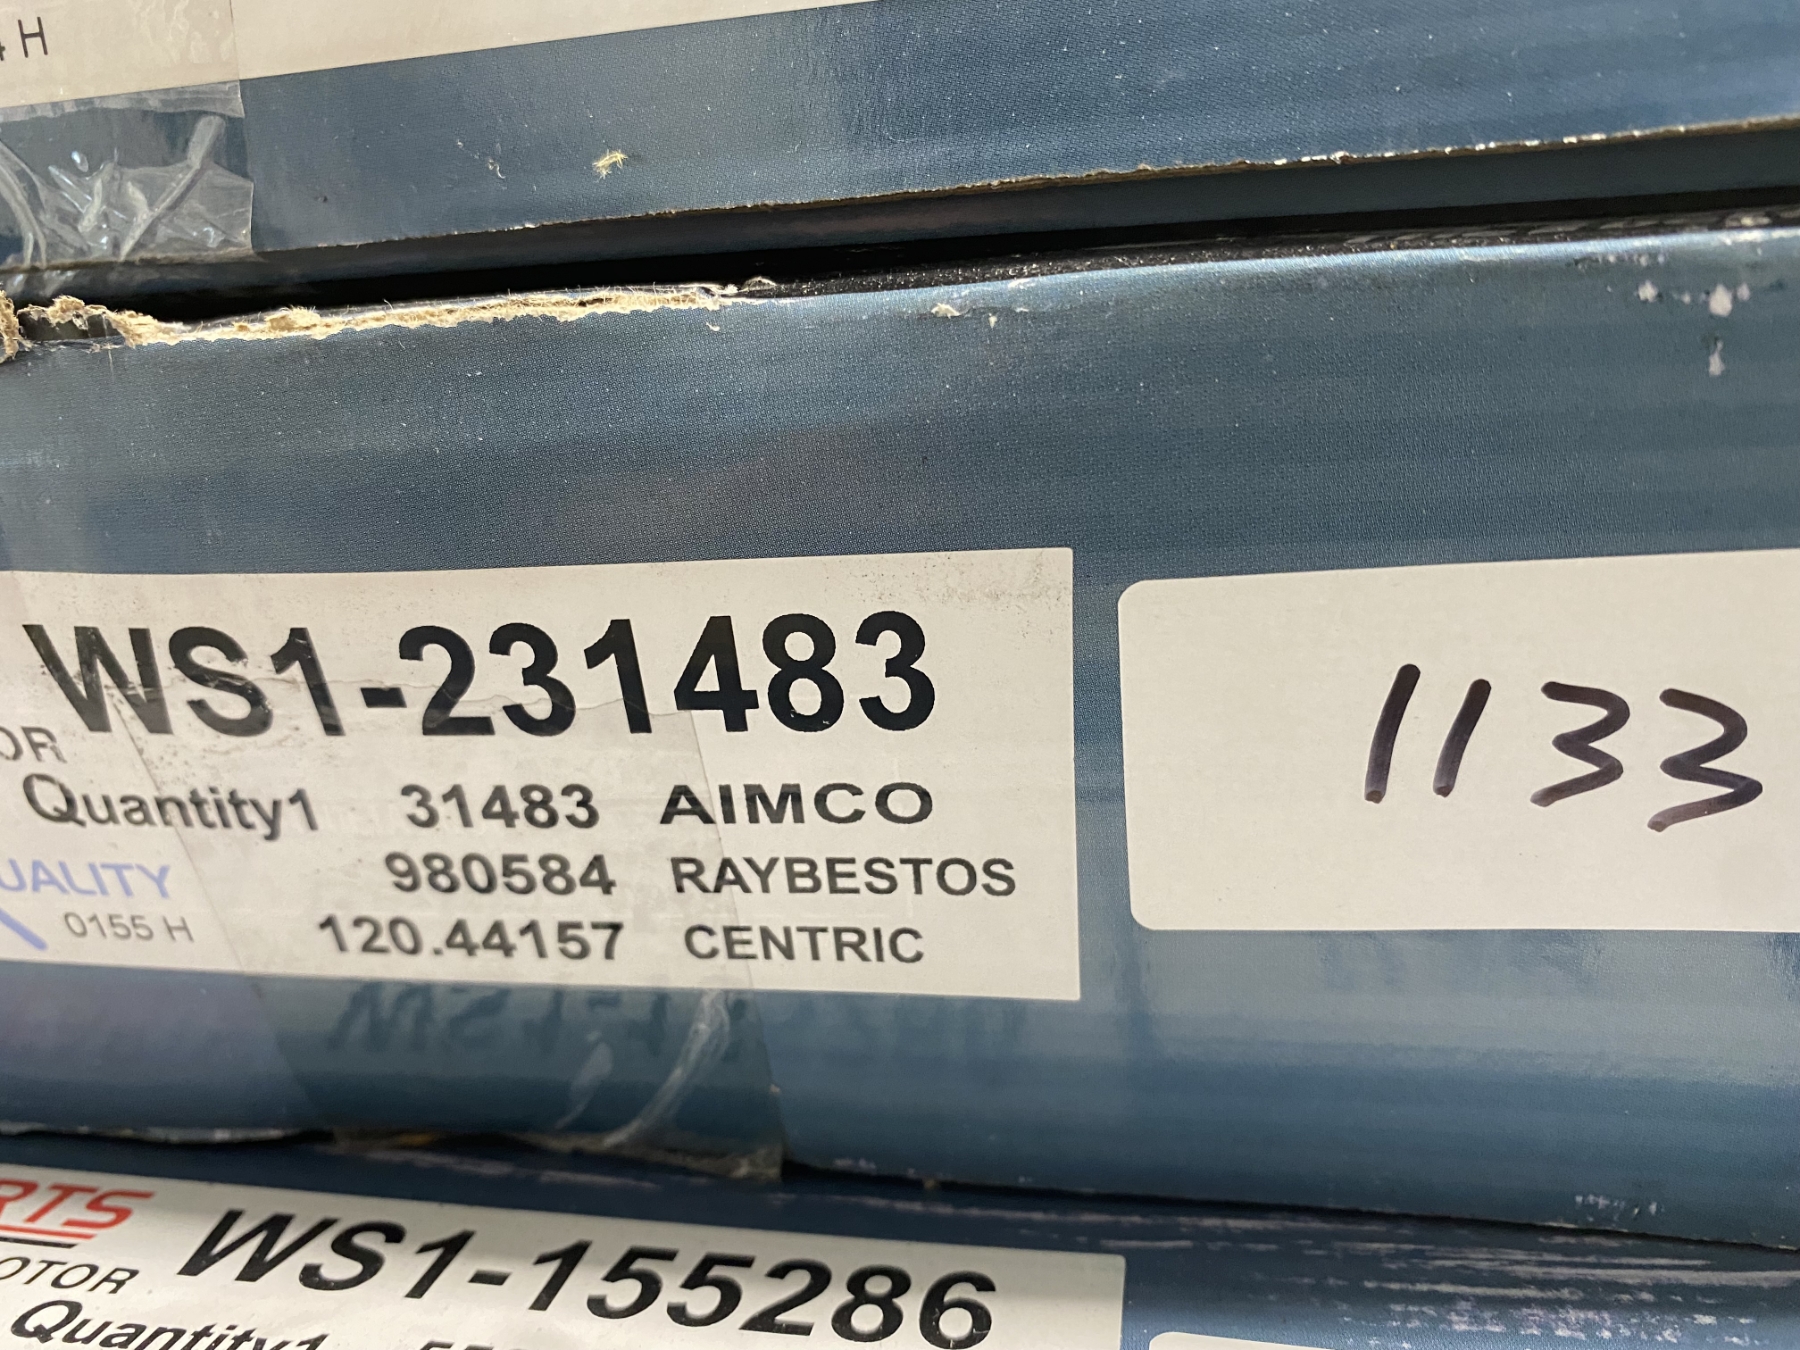 H
WS1-231483
OR
Quantity1 31483 AIMCO
UALITY 980584 RAYBESTOS
0155 H 120.44157 CENTRIC
1133
RTS WS1-155286
OTOR
Quantity1